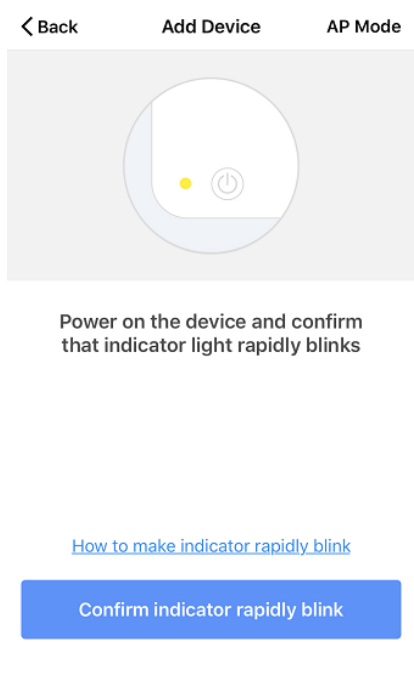 Back Add Device AP Mode
Power on the device and confirm
that indicator light rapidly blinks
How to make indicator rapidly blink
Confirm indicator rapidly blink